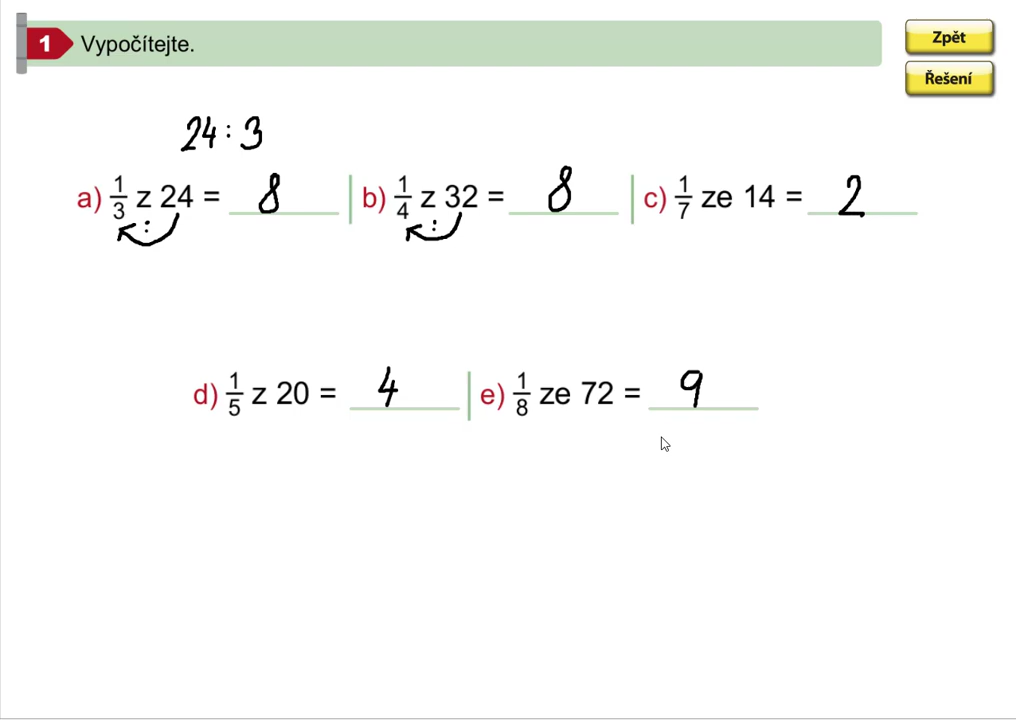 1 Vypočítejte.
Zpět
Řešení
24 : 3
a) 1/3 z 24 = 8
b) 1/4 z 32 = 8
c) 1/7 ze 14 = 2
:
:
d) 1/5 z 20 = 4
e) 1/8 ze 72 = 9